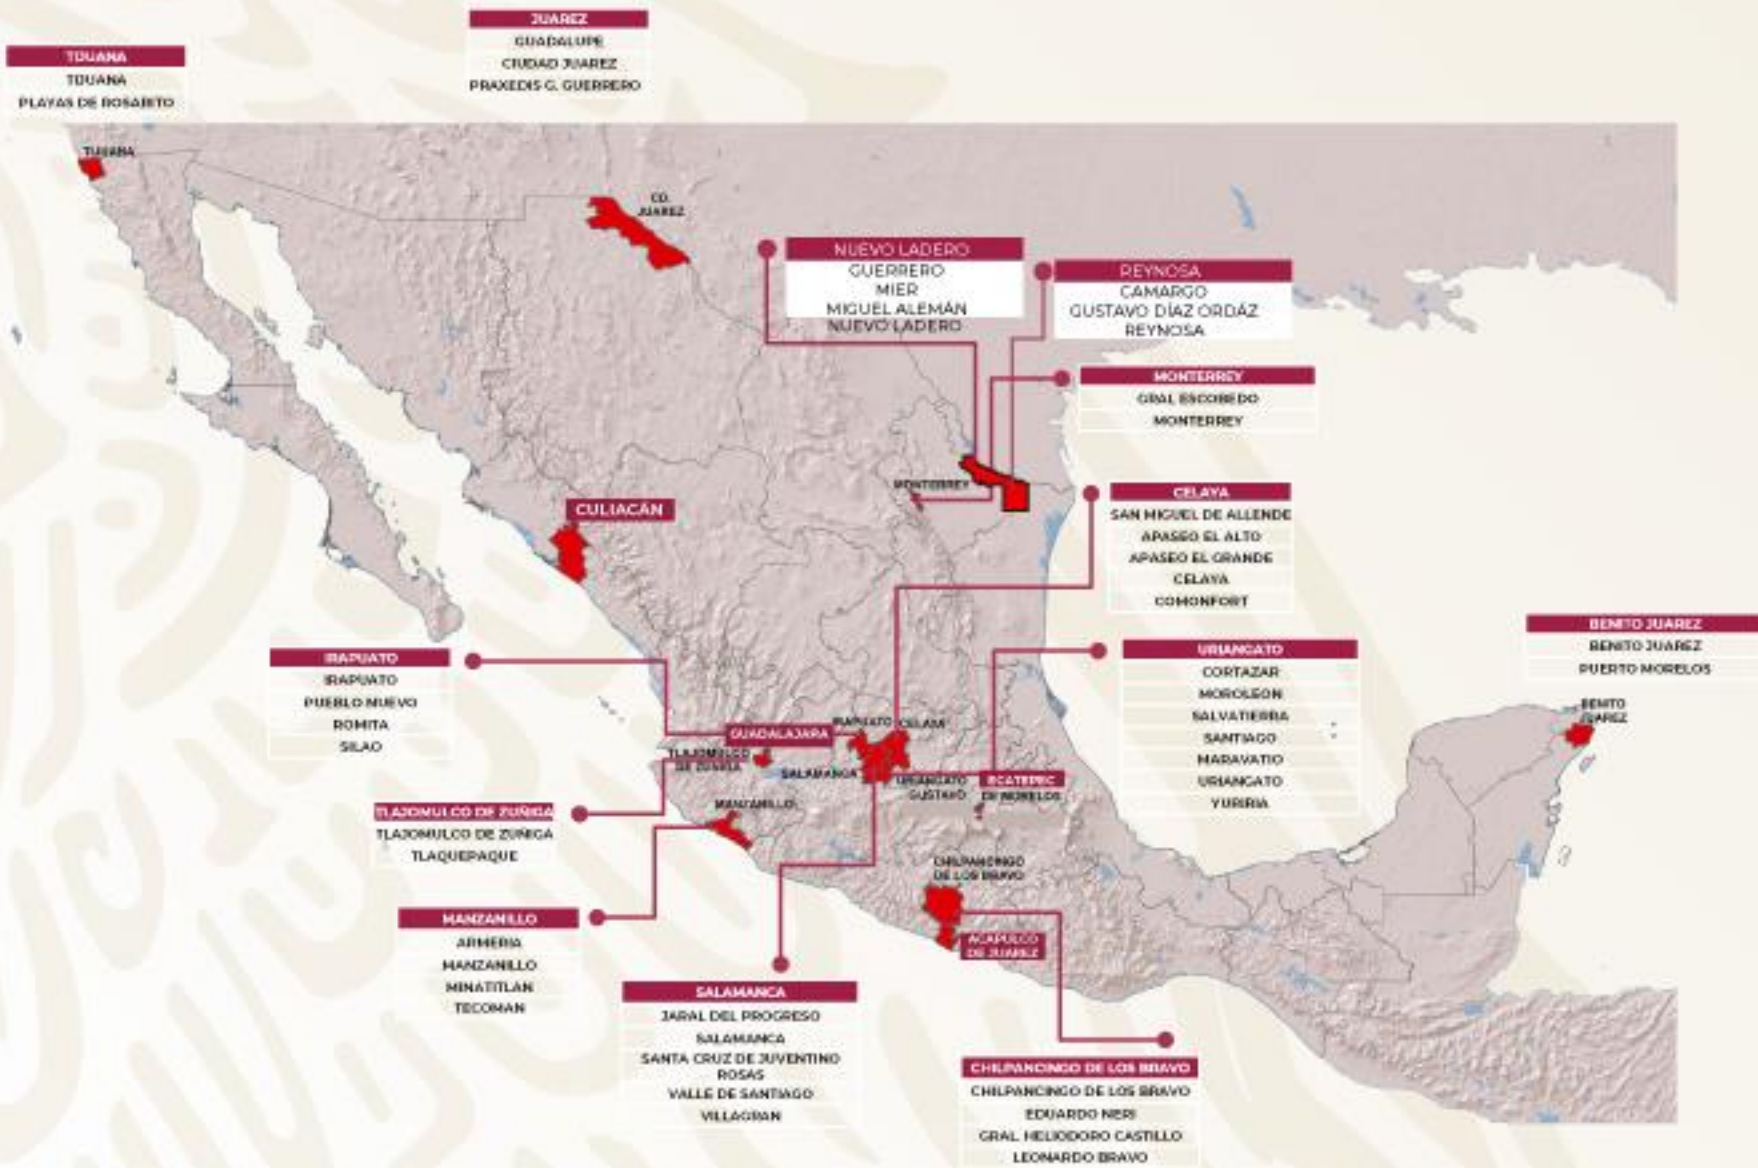 JUAREZ
GUADALUPE
CIUDAD JUAREZ
PRAXEDIS G. GUERRERO
TIJUANA
TIJUANA
PLAYAS DE ROSARITO
TIJUANA
CD.
JUAREZ
NUEVO LADERO
GUERRERO
MIER
MIGUEL ALEMÁN
NUEVO LADERO
REYNOSA
CAMARGO
GUSTAVO DÍAZ ORDÁZ
REYNOSA
MONTERREY
GRAL ESCOBEDO
MONTERREY
MONTERREY
CULIACÁN
CELAYA
SAN MIGUEL DE ALLENDE
APASEO EL ALTO
APASEO EL GRANDE
CELAYA
COMONFORT
IRAPUATO
IRAPUATO
PUEBLO NUEVO
ROMITA
SILAO
URIANGATO
CORTAZAR
MOROLEON
SALVATIERRA
SANTIAGO
MARAVATIO
URIANGATO
YURIRIA
BENITO JUAREZ
BENITO JUAREZ
PUERTO MORELOS
BENITO
JUAREZ
IRAPUATO
CELAYA
GUADALAJARA
TLAJOMULCO
DE ZUÑIGA
SALAMANCA
URIANGATO
GUSTAVO
ECATEPEC
DE MORELOS
MANZANILLO
TLAJOMULCO DE ZUÑIGA
TLAJOMULCO DE ZUÑIGA
TLAQUEPAQUE
CHILPANCINGO
DE LOS BRAVO
ACAPULCO
DE JUAREZ
MANZANILLO
ARMERIA
MANZANILLO
MINATITLAN
TECOMAN
SALAMANCA
JARAL DEL PROGRESO
SALAMANCA
SANTA CRUZ DE JUVENTINO
ROSAS
VALLE DE SANTIAGO
VILLAGRAN
CHILPANCINGO DE LOS BRAVO
CHILPANCINGO DE LOS BRAVO
EDUARDO NERI
GRAL. HELIODORO CASTILLO
LEONARDO BRAVO